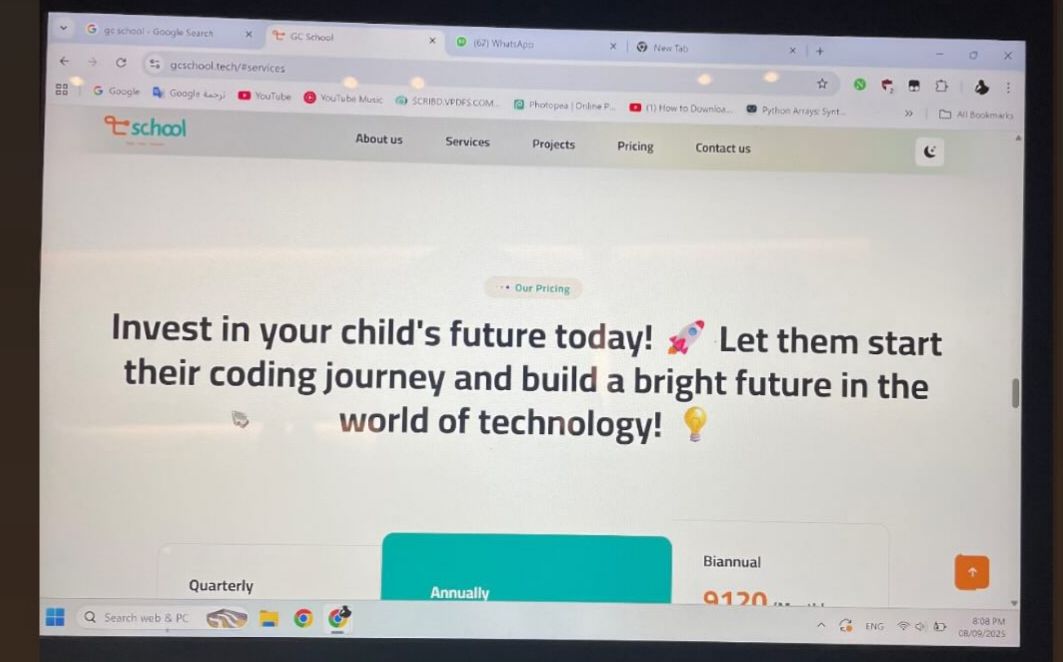 gc school - Google Search
GC School
(67) WhatsApp
New Tab
gcschool.tech/#services
Google
Google ترجمة
YouTube
YouTube Music
SCRIBD.VPDFS.COM...
Photopea | Online P...
(1) How to Downloa...
Python Arrays: Synt...
All Bookmarks
school
About us
Services
Projects
Pricing
Contact us
Our Pricing
Invest in your child's future today! 🚀 Let them start
their coding journey and build a bright future in the
world of technology! 💡
Quarterly
Annually
Biannual
9120
Search web & PC
ENG
8:08 PM
08/09/2025